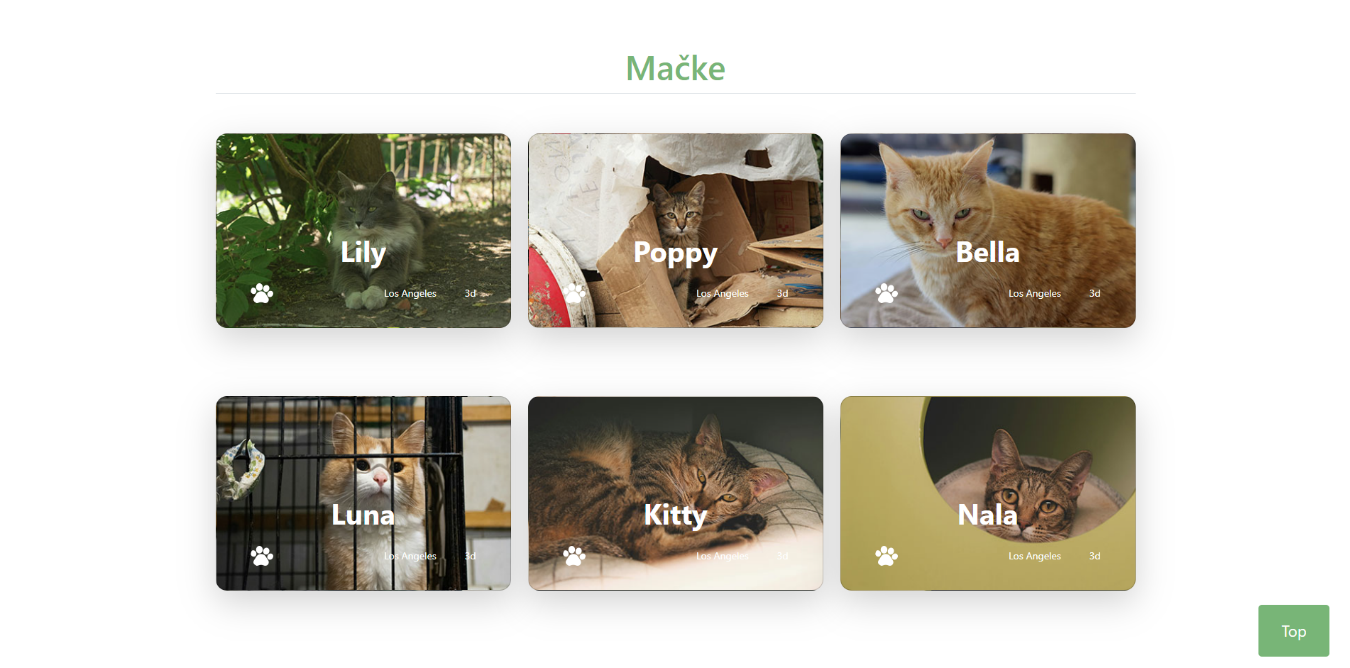 Mačke
Lily
Los Angeles 3d
Poppy
Los Angeles 3d
Bella
Los Angeles 3d
Luna
Los Angeles 3d
Kitty
Los Angeles 3d
Nala
Los Angeles 3d
Top